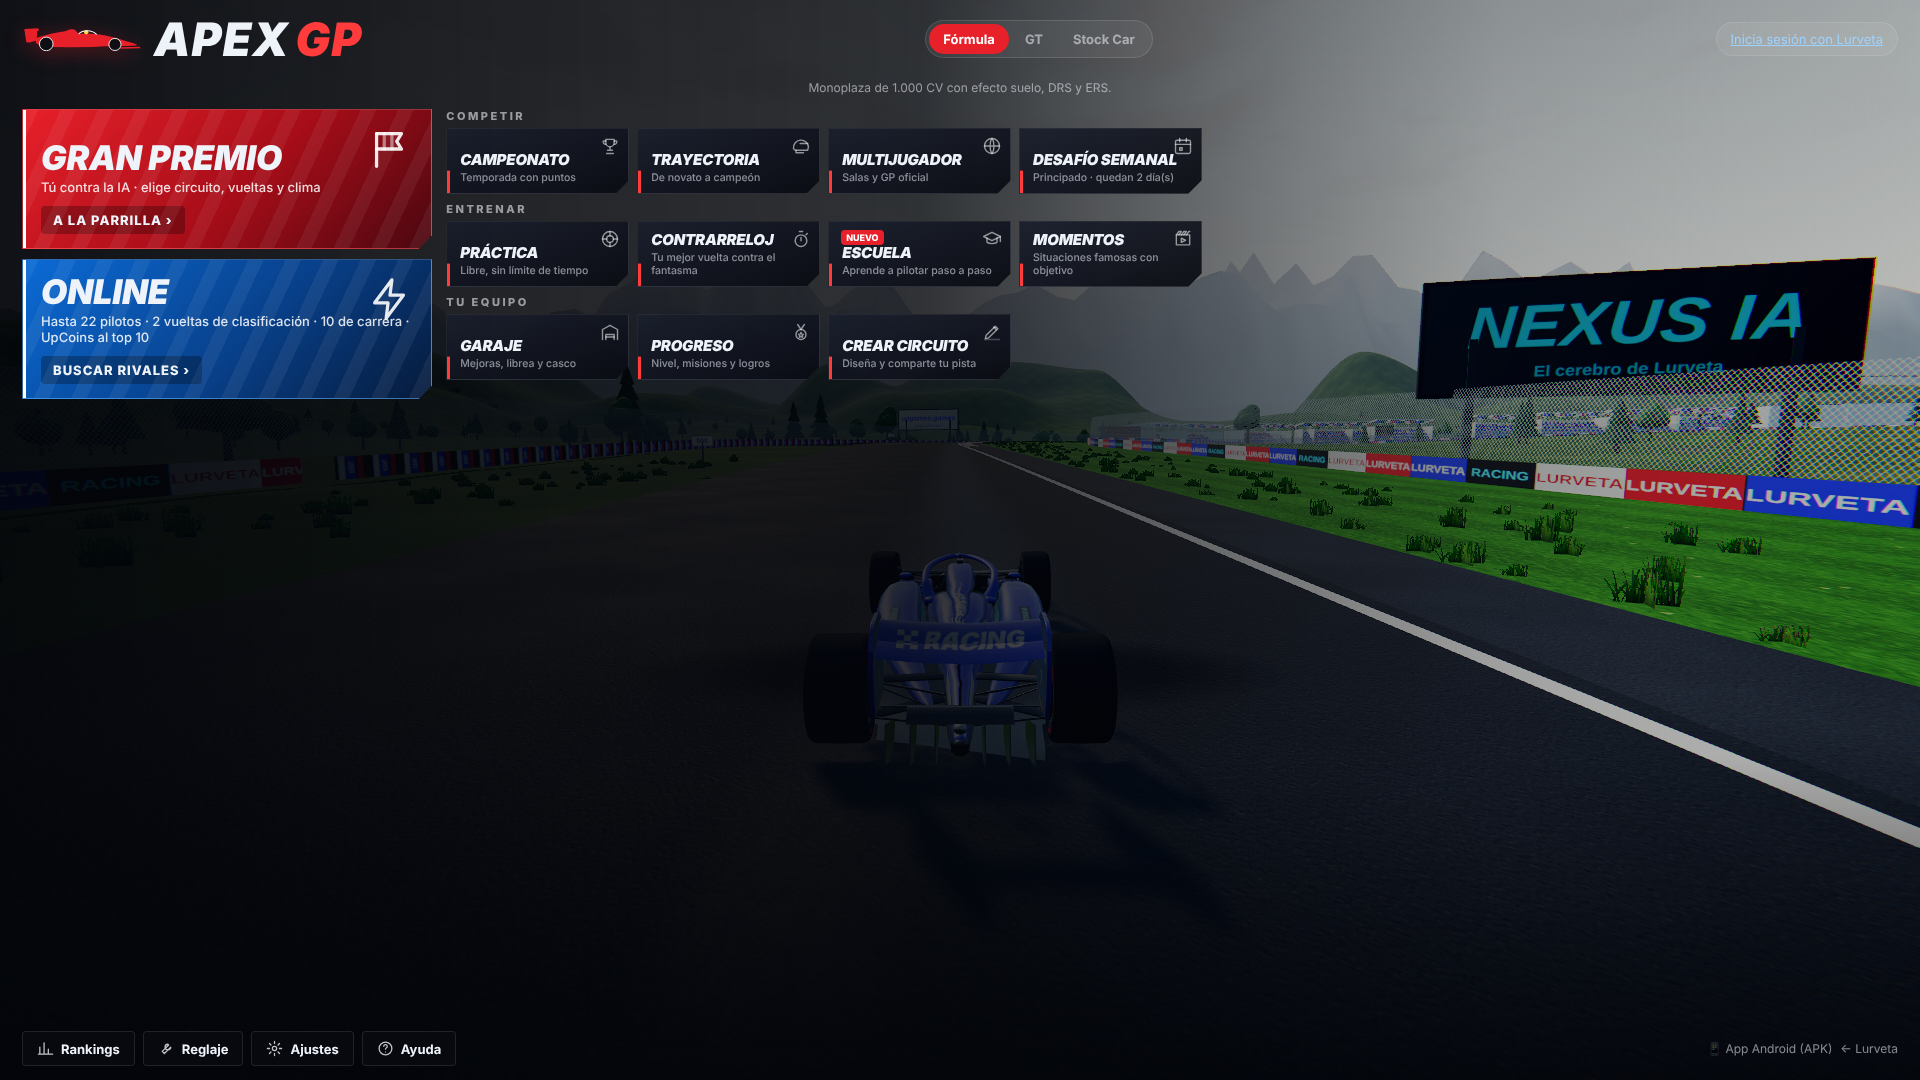 APEX GP
Fórmula
GT
Stock Car
Inicia sesión con Lurveta
Monoplaza de 1.000 CV con efecto suelo, DRS y ERS.
GRAN PREMIO
Tú contra la IA · elige circuito, vueltas y clima
A LA PARRILLA ›
ONLINE
Hasta 22 pilotos · 2 vueltas de clasificación · 10 de carrera ·
UpCoins al top 10
BUSCAR RIVALES ›
COMPETIR
CAMPEONATO
Temporada con puntos
TRAYECTORIA
De novato a campeón
MULTIJUGADOR
Salas y GP oficial
DESAFÍO SEMANAL
Principado · quedan 2 día(s)
ENTRENAR
PRÁCTICA
Libre, sin límite de tiempo
CONTRARRELOJ
Tu mejor vuelta contra el
fantasma
NUEVO
ESCUELA
Aprende a pilotar paso a paso
MOMENTOS
Situaciones famosas con
objetivo
TU EQUIPO
GARAJE
Mejoras, librea y casco
PROGRESO
Nivel, misiones y logros
CREAR CIRCUITO
Diseña y comparte tu pista
NEXUS IA
El cerebro de Lurveta
RACING
LURVETA
LURVETA
LURVETA
RACING
LURVETA
LURVETA
LURVETA
RACING
LURVETA
LURVETA
LURVETA
RACING
Rankings
Reglaje
Ajustes
Ayuda
App Android (APK)
← Lurveta